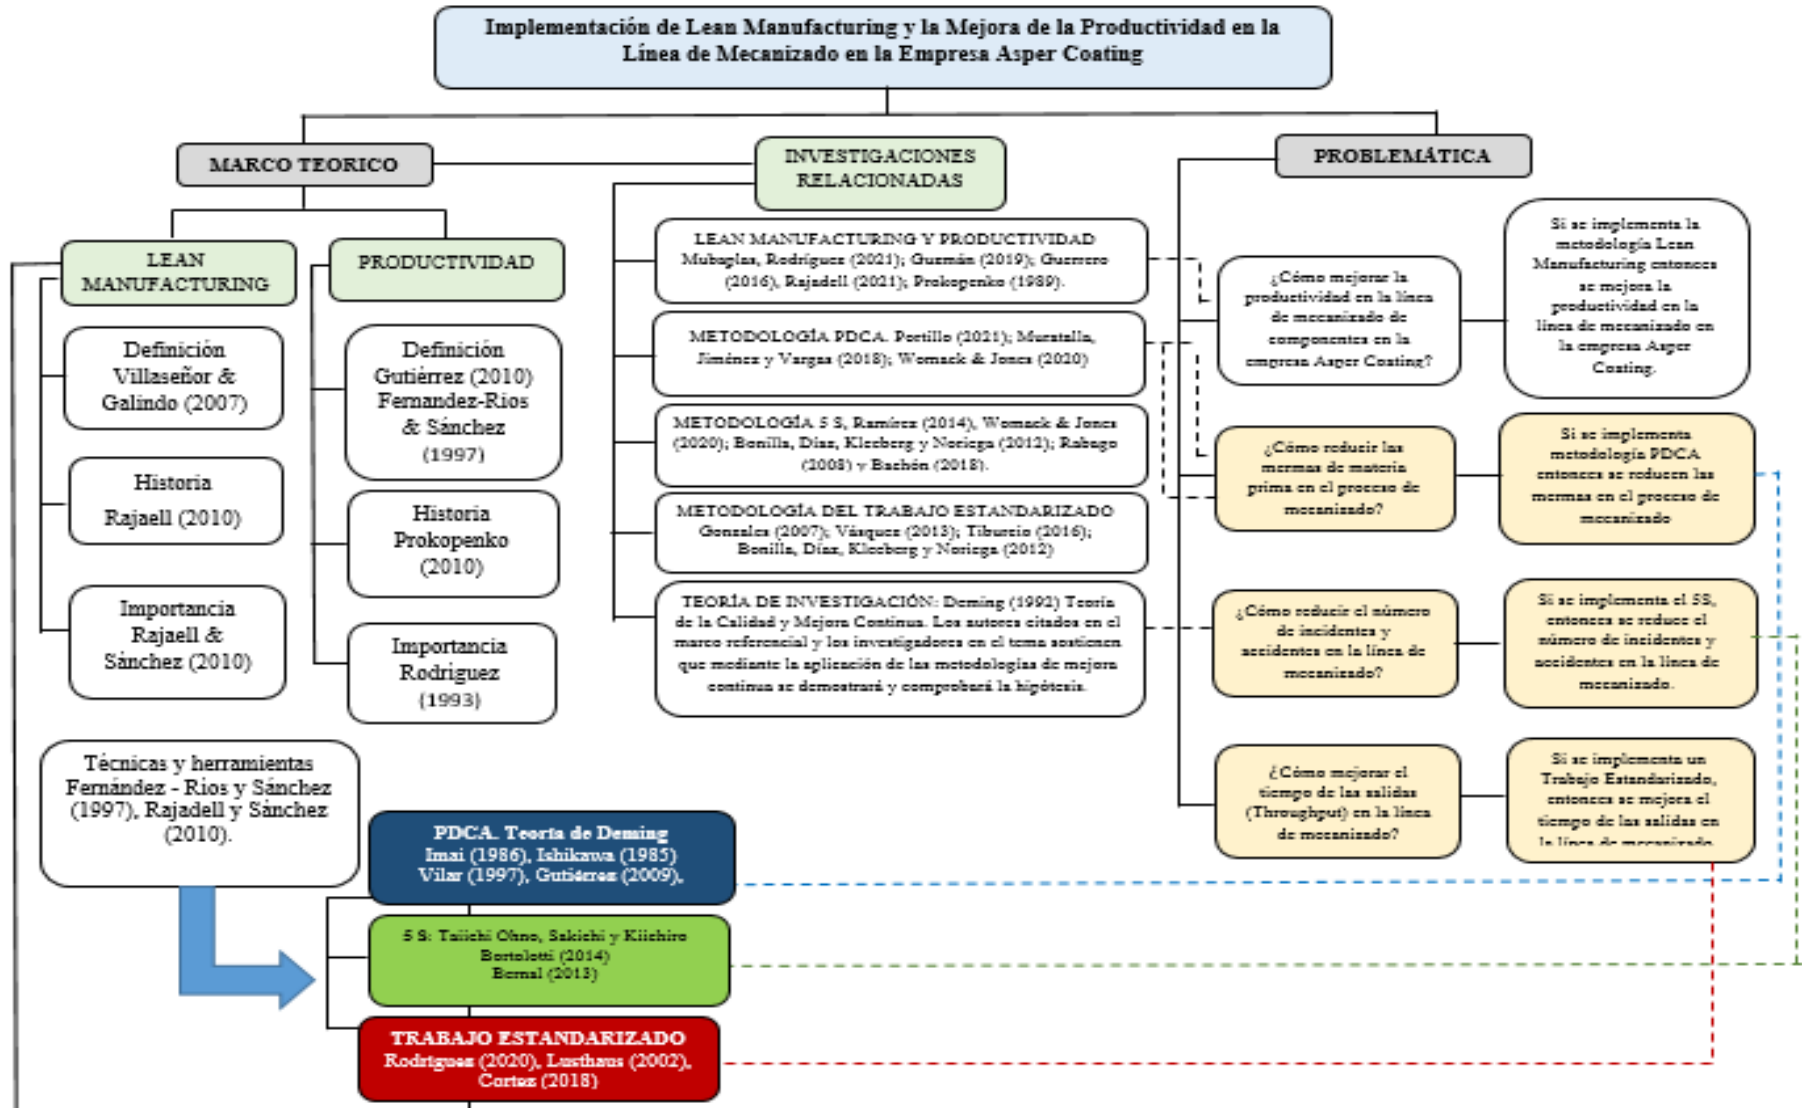 Implementación de Lean Manufacturing y la Mejora de la Productividad en la
Línea de Mecanizado en la Empresa Asper Coating
MARCO TEORICO
INVESTIGACIONES
RELACIONADAS
PROBLEMÁTICA
LEAN
MANUFACTURING
PRODUCTIVIDAD
Definición
Villaseñor &
Galindo (2007)
Historia
Rajaell (2010)
Importancia
Rajaell &
Sánchez (2010)
Definición
Gutiérrez (2010)
Fernandez-Rios
& Sánchez
(1997)
Historia
Prokopenko
(2010)
Importancia
Rodriguez
(1993)
LEAN MANUFACTURING Y PRODUCTIVIDAD
Mubaplas, Rodríguez (2021); Guzmán (2019); Guerrero
(2016), Rajadell (2021); Prokopenko (1989).
METODOLOGÍA PDCA. Portillo (2021); Muratalla,
Jiménez y Vargas (2018); Womack & Jones (2020)
METODOLOGÍA 5 S, Ramírez (2014), Womack & Jones
(2020); Bonilla, Díaz, Kleeberg y Noriega (2012); Rabago
(2008) y Bachón (2018).
METODOLOGÍA DEL TRABAJO ESTANDARIZADO
Gonzales (2007); Vásquez (2013); Tiburcio (2016);
Bonilla, Díaz, Kleeberg y Noriega (2012)
TEORÍA DE INVESTIGACIÓN: Deming (1992) Teoría
de la Calidad y Mejora Continua. Los autores citados en el
marco referencial y los investigadores en el tema sostienen
que mediante la aplicación de las metodologías de mejora
continua se demostrará y comprobará la hipótesis.
¿Cómo mejorar la
productividad en la línea
de mecanizado de
componentes en la
empresa Asper Coating?
Si se implementa la
metodología Lean
Manufacturing entonces
se mejora la
productividad en la
línea de mecanizado en
la empresa Asper
Coating.
¿Cómo reducir las
mermas de materia
prima en el proceso de
mecanizado?
Si se implementa
metodología PDCA
entonces se reducen las
mermas en el proceso de
mecanizado
¿Cómo reducir el número
de incidentes y
accidentes en la línea de
mecanizado?
Si se implementa el 5S,
entonces se reduce el
número de incidentes y
accidentes en la línea de
mecanizado.
¿Cómo mejorar el
tiempo de las salidas
(Throughput) en la línea
de mecanizado?
Si se implementa un
Trabajo Estandarizado,
entonces se mejora el
tiempo de las salidas en
la línea de mecanizado
Técnicas y herramientas
Fernández - Ríos y Sánchez
(1997), Rajadell y Sánchez
(2010).
PDCA. Teoría de Deming
Imai (1986), Ishikawa (1985)
Vilar (1997), Gutiérrez (2009),
5 S: Taiichi Ohno, Sakichi y Kiichiro
Bortolotti (2014)
Bernal (2013)
TRABAJO ESTANDARIZADO
Rodrigues (2020), Lusthaus (2002),
Cortez (2018)